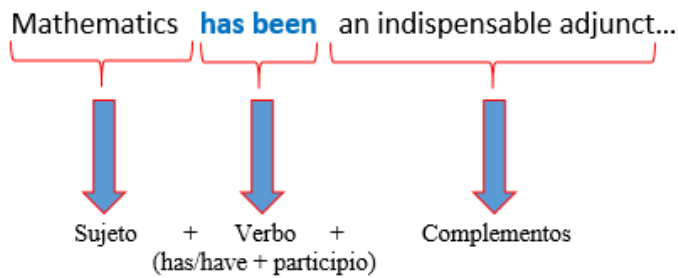 Mathematics has been an indispensable adjunct...
Sujeto + Verbo + Complementos
(has/have + participio)